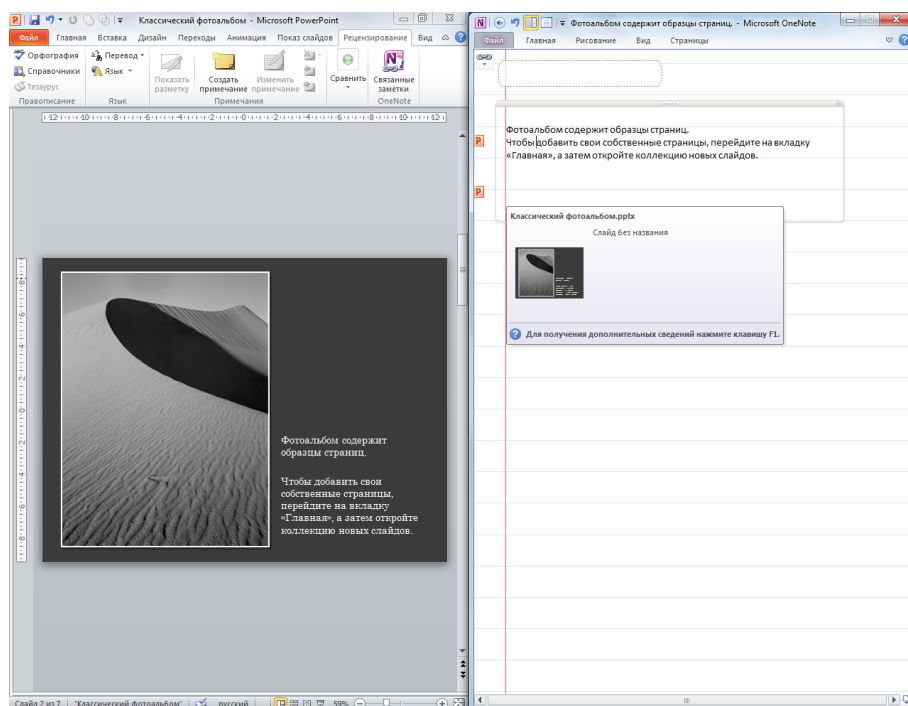 Классический фотоальбом - Microsoft PowerPoint
Файл Главная Вставка Дизайн Переходы Анимация Показ слайдов Рецензирование Вид
Орфография
Справочники
Тезаурус
Правописание
Перевод
Язык
Язык
Показать разметку
Создать примечание
Изменить примечание
Примечания
Сравнить
Связанные заметки
OneNote
Фотоальбом содержит
образцы страниц.
Чтобы добавить свои
собственные страницы,
перейдите на вкладку
«Главная», а затем откройте
коллекцию новых слайдов.
Слайд 2 из 7 "Классический фотоальбом" русский 59%
Фотоальбом содержит образцы страниц. - Microsoft OneNote
Файл Главная Рисование Вид Страницы
Фотоальбом содержит образцы страниц.
Чтобы добавить свои собственные страницы, перейдите на вкладку
«Главная», а затем откройте коллекцию новых слайдов.
Классический фотоальбом.pptx
Слайд без названия
Для получения дополнительных сведений нажмите клавишу F1.